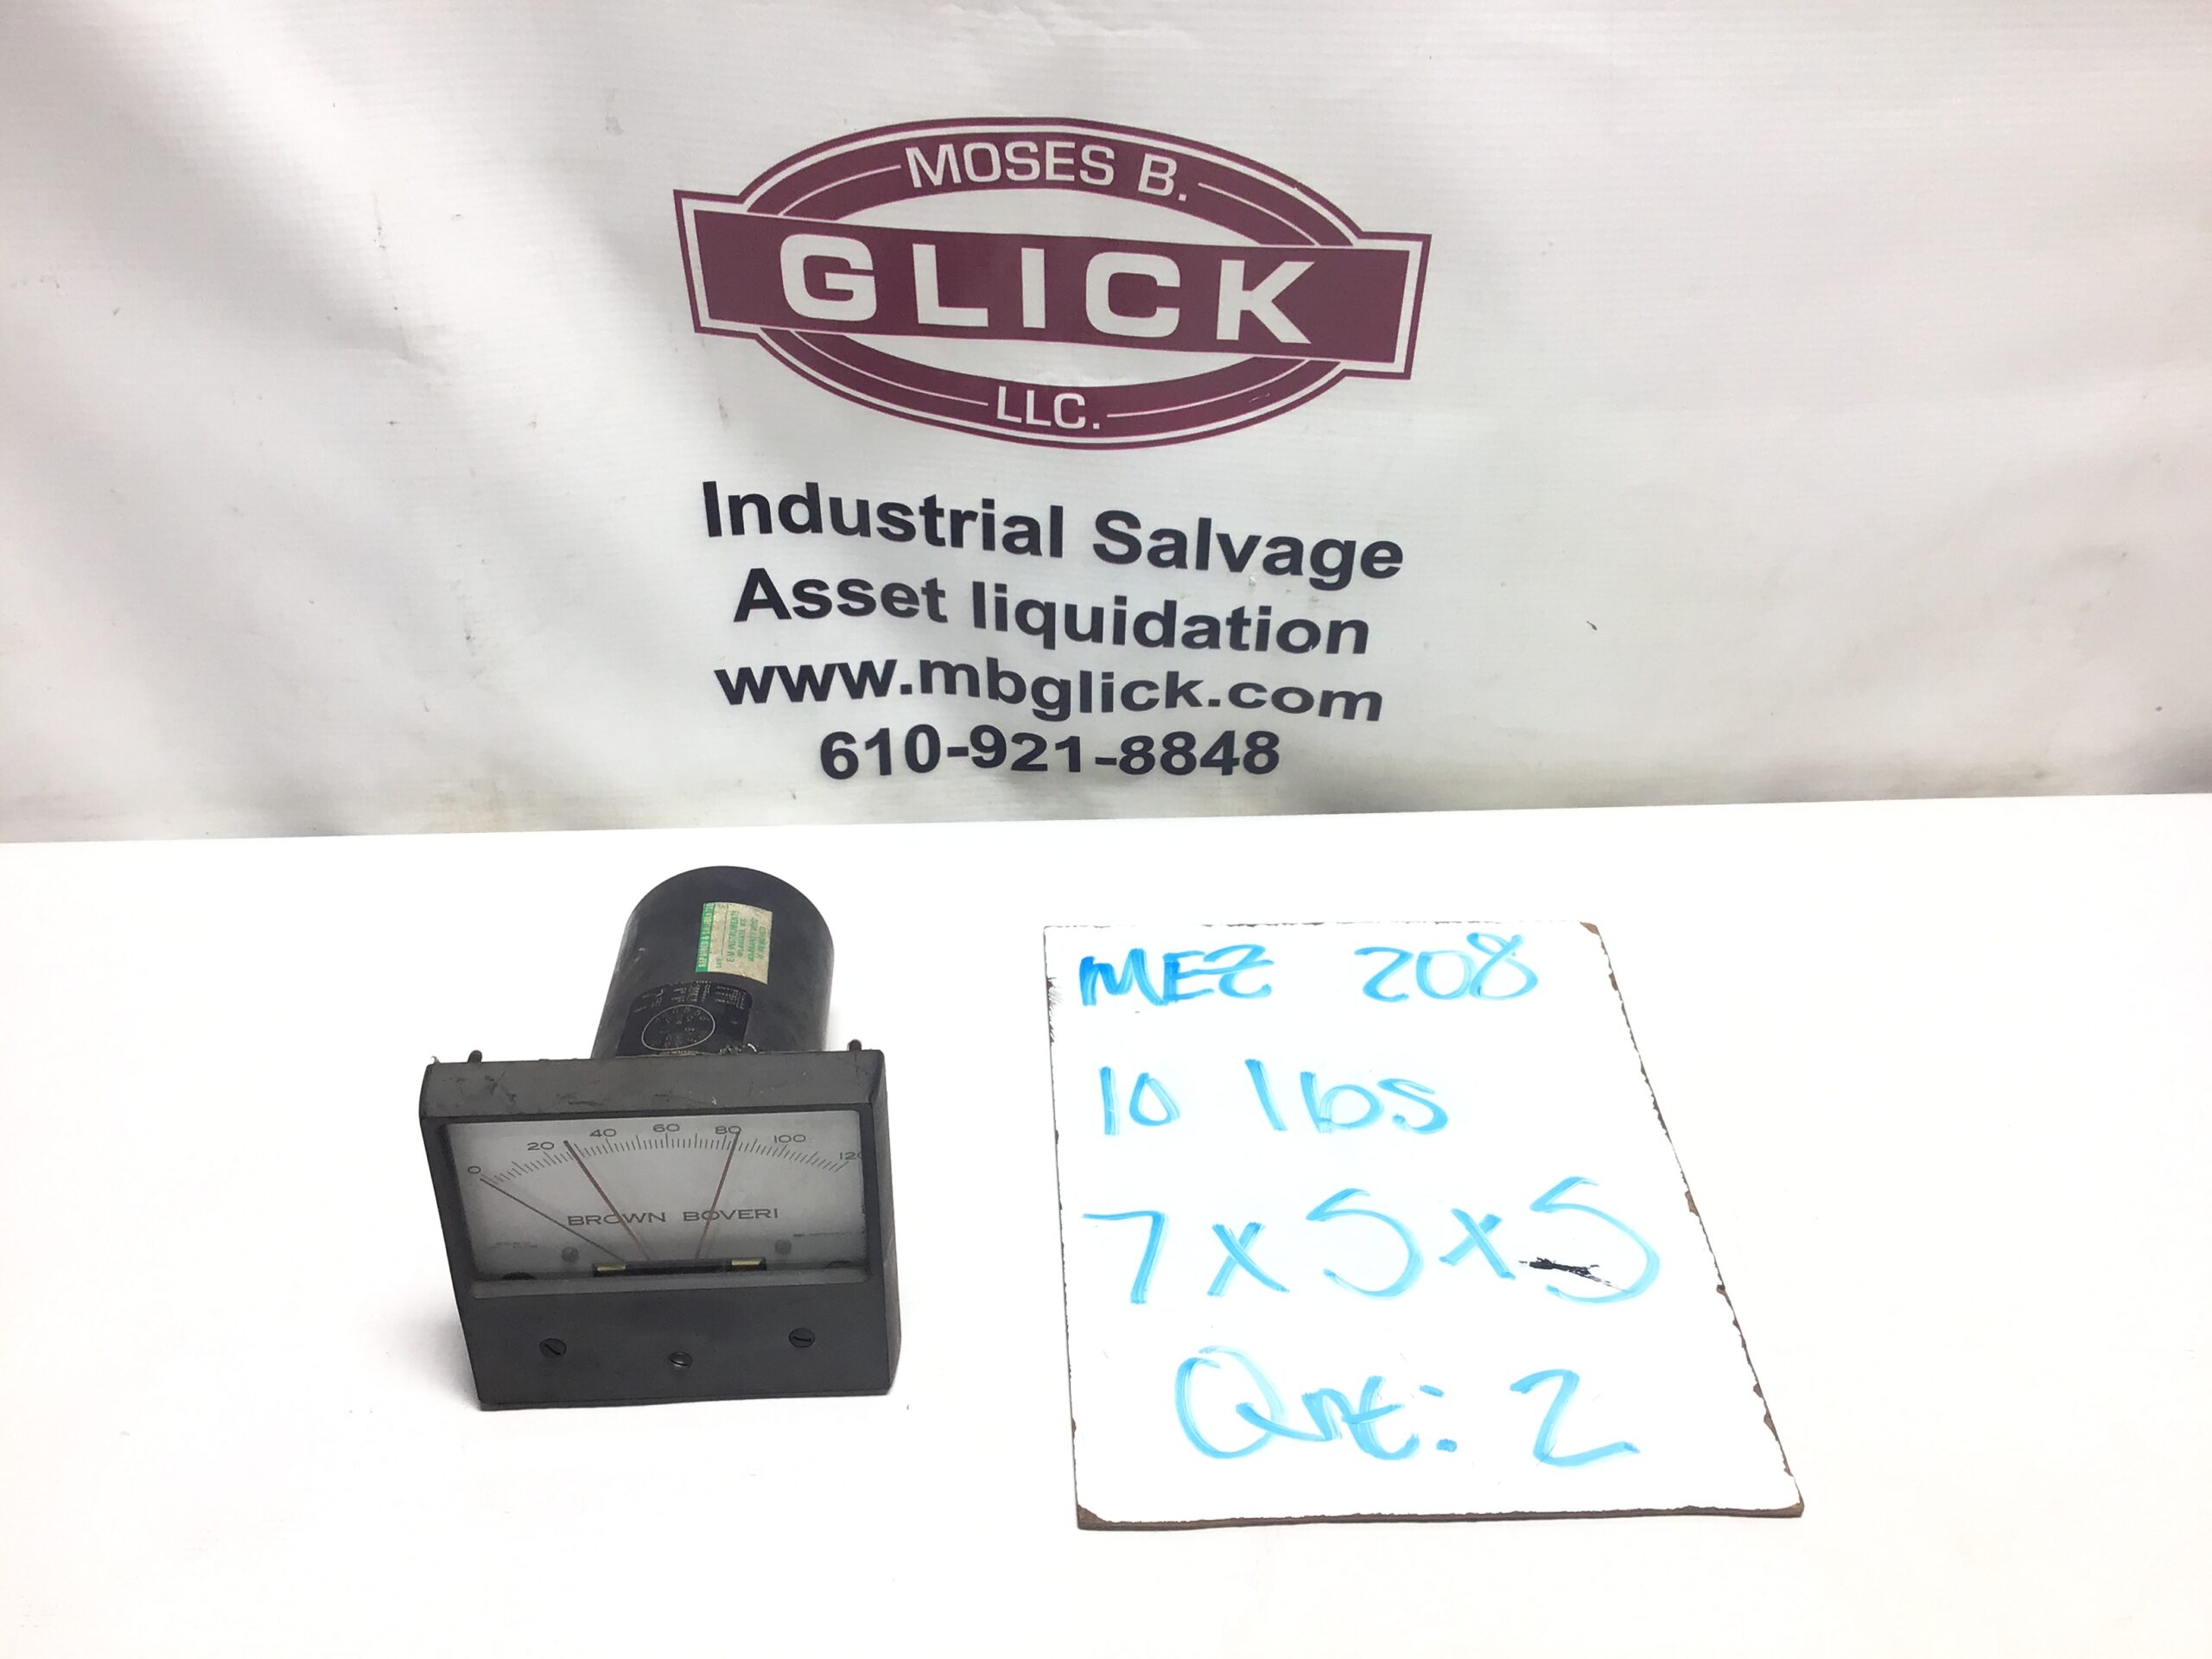 MOSES B.
GLICK
LLC.
Industrial Salvage
Asset liquidation
www.mbglick.com
610-921-8848
MEZ 208
10 lbs
7 x 5 x 5
Qnt: 2
0 20 40 60 80 100 120
BROWN BOVERI